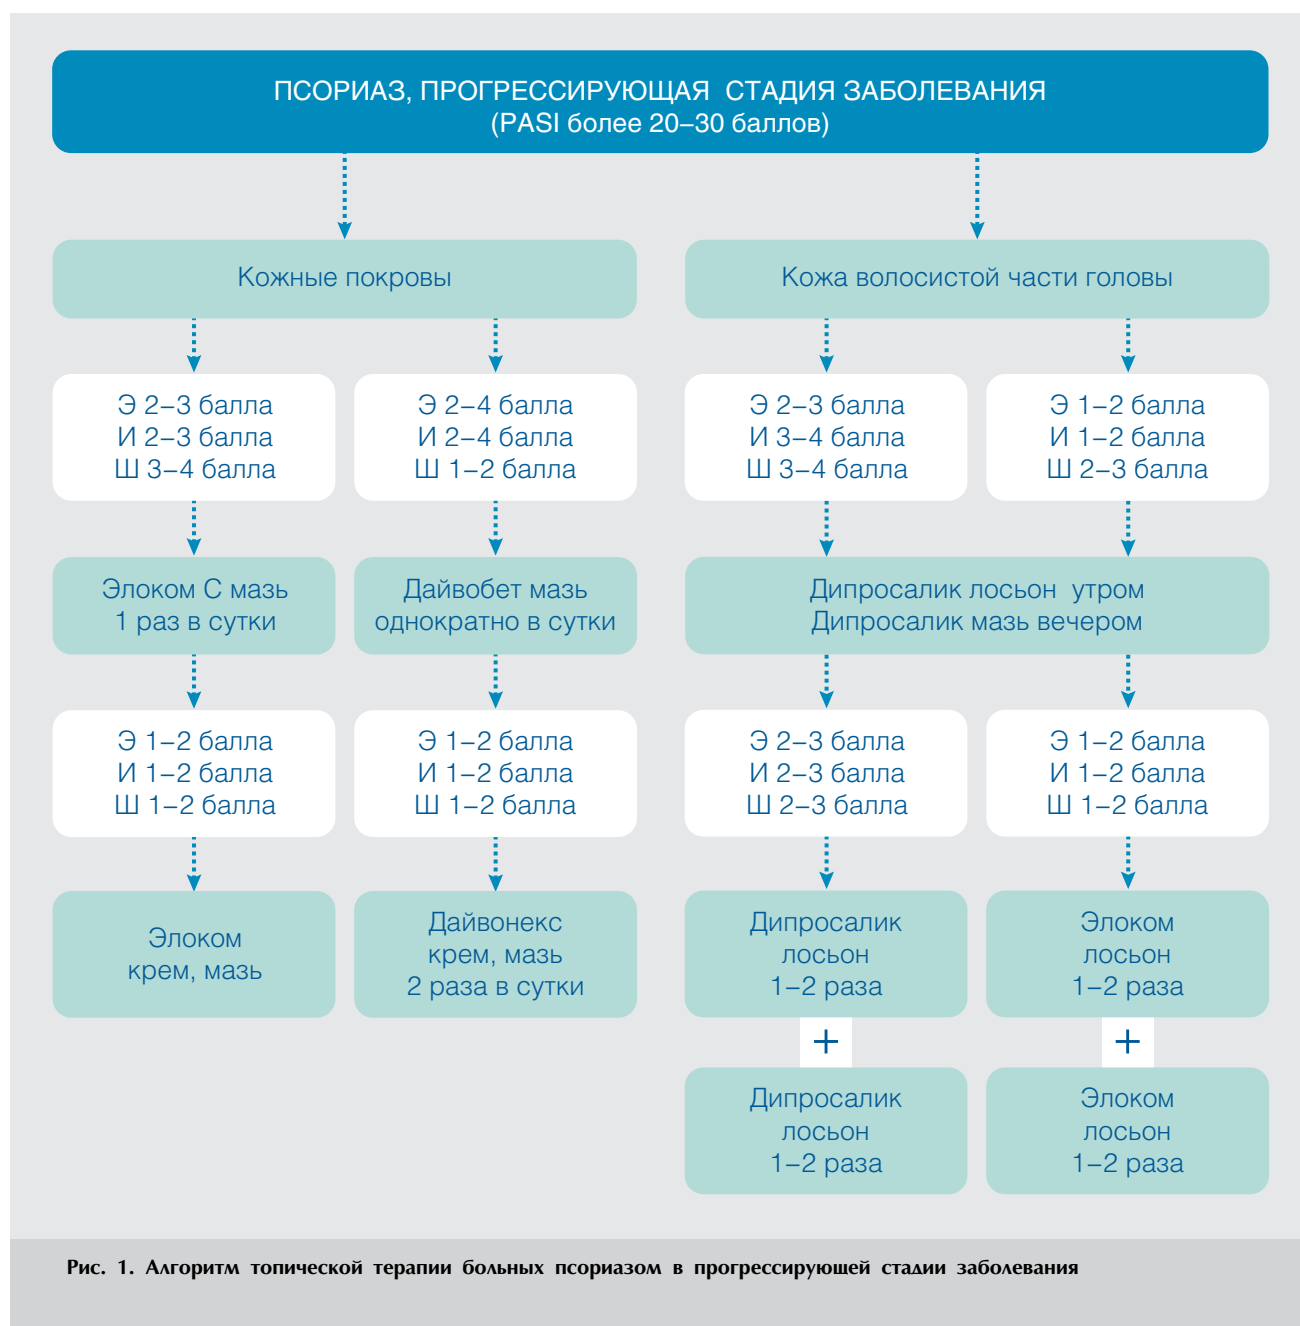 ПСОРИАЗ, ПРОГРЕССИРУЮЩАЯ СТАДИЯ ЗАБОЛЕВАНИЯ
(PASI более 20–30 баллов)
Кожные покровы
Кожа волосистой части головы
Э 2–3 балла
И 2–3 балла
Ш 3–4 балла
Э 2–4 балла
И 2–4 балла
Ш 1–2 балла
Э 2–3 балла
И 3–4 балла
Ш 3–4 балла
Э 1–2 балла
И 1–2 балла
Ш 2–3 балла
Элоком С мазь
1 раз в сутки
Дайвобет мазь
однократно в сутки
Дипросалик лосьон утром
Дипросалик мазь вечером
Э 1–2 балла
И 1–2 балла
Ш 1–2 балла
Э 1–2 балла
И 1–2 балла
Ш 1–2 балла
Э 2–3 балла
И 2–3 балла
Ш 2–3 балла
Э 1–2 балла
И 1–2 балла
Ш 1–2 балла
Элоком
крем, мазь
Дайвонекс
крем, мазь
2 раза в сутки
Дипросалик
лосьон
1–2 раза
Элоком
лосьон
1–2 раза
+
+
Дипросалик
лосьон
1–2 раза
Элоком
лосьон
1–2 раза
Рис. 1. Алгоритм топической терапии больных псориазом в прогрессирующей стадии заболевания